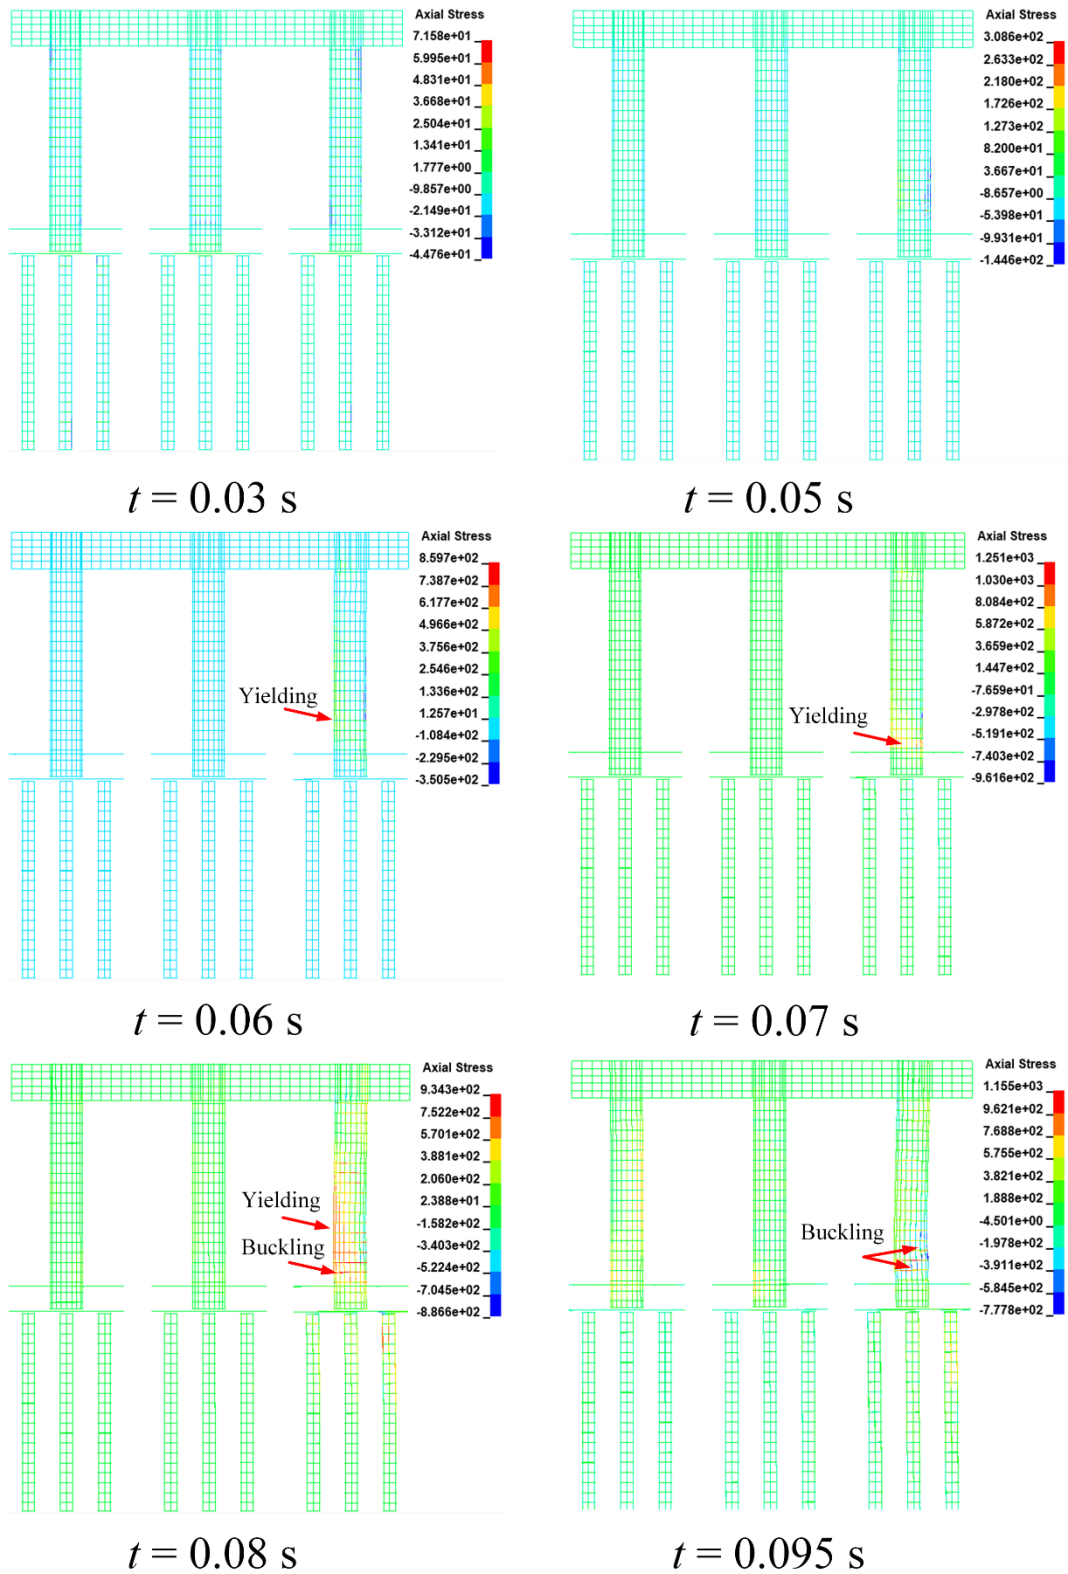 Axial Stress
7.158e+01
5.995e+01
4.831e+01
3.668e+01
2.504e+01
1.341e+01
1.777e+00
-9.857e+00
-2.149e+01
-3.312e+01
-4.476e+01
t = 0.03 s
Axial Stress
3.086e+02
2.633e+02
2.180e+02
1.726e+02
1.273e+02
8.200e+01
3.667e+01
-8.657e+00
-5.398e+01
-9.931e+01
-1.446e+02
t = 0.05 s
Axial Stress
8.597e+02
7.387e+02
6.177e+02
4.966e+02
3.756e+02
2.546e+02
1.336e+02
1.257e+01
-1.084e+02
-2.295e+02
-3.505e+02
Yielding
t = 0.06 s
Axial Stress
1.251e+03
1.030e+03
8.084e+02
5.872e+02
3.659e+02
1.447e+02
-7.659e+01
-2.978e+02
-5.191e+02
-7.403e+02
-9.616e+02
Yielding
t = 0.07 s
Axial Stress
9.343e+02
7.522e+02
5.701e+02
3.881e+02
2.060e+02
2.388e+01
-1.582e+02
-3.403e+02
-5.224e+02
-7.045e+02
-8.866e+02
Yielding
Buckling
t = 0.08 s
Axial Stress
1.155e+03
9.621e+02
7.688e+02
5.755e+02
3.821e+02
1.888e+02
-4.501e+00
-1.978e+02
-3.911e+02
-5.845e+02
-7.778e+02
Buckling
t = 0.095 s